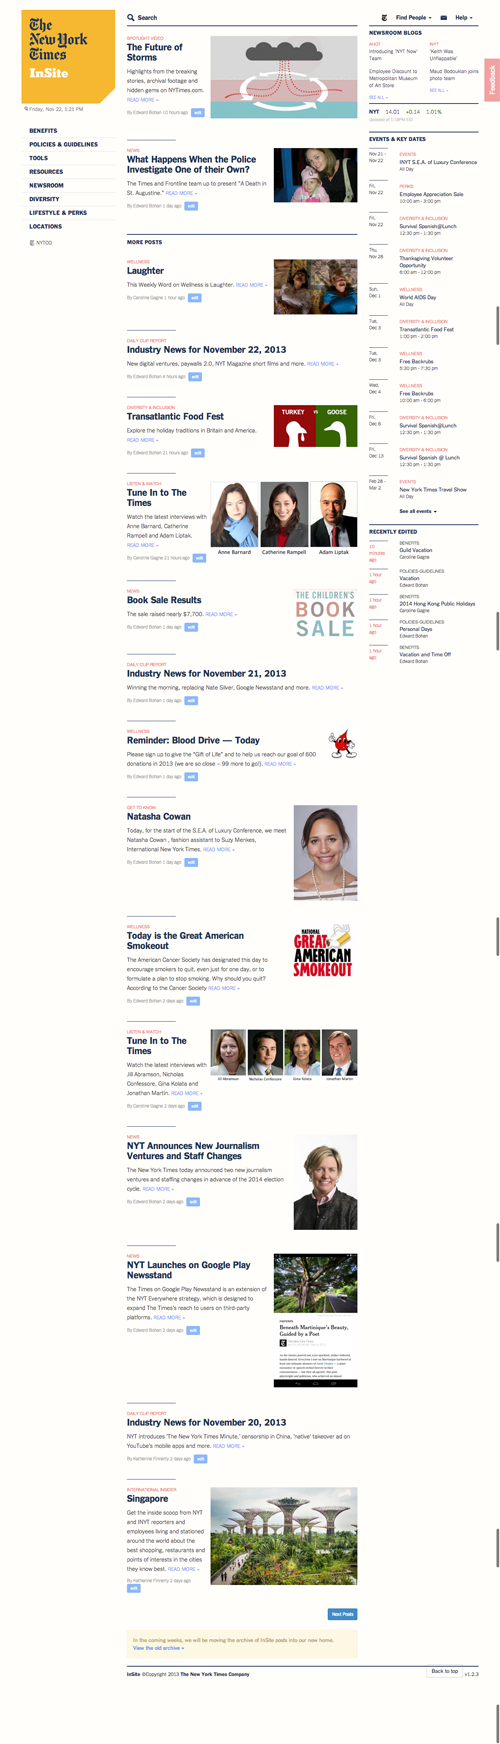 The
New York
Times
InSite
Friday, Nov 22, 1:21 PM
BENEFITS
POLICIES & GUIDELINES
TOOLS
RESOURCES
NEWSROOM
DIVERSITY
LIFESTYLE & PERKS
LOCATIONS
NYTOD
Search
SPOTLIGHT VIDEO
The Future of
Storms
Highlights from the breaking
stories, archival footage and
hidden gems on NYTimes.com.
READ MORE »
By Edward Bohan 10 hours ago edit
NEWS
What Happens When the Police
Investigate One of their Own?
The Times and Frontline team up to present "A Death in
St. Augustine." READ MORE »
By Edward Bohan 1 day ago edit
MORE POSTS
WELLNESS
Laughter
This Weekly Word on Wellness is Laughter. READ MORE »
By Caroline Gagne 1 hour ago edit
DAILY CLIP REPORT
Industry News for November 22, 2013
New digital ventures, paywalls 2.0, NYT Magazine short films and more. READ MORE »
By Edward Bohan 4 hours ago edit
DIVERSITY & INCLUSION
Transatlantic Food Fest
Explore the holiday traditions in Britain and America.
READ MORE »
By Edward Bohan 21 hours ago edit
TURKEY VS GOOSE
LISTEN & WATCH
Tune In to The
Times
Watch the latest interviews with
Anne Barnard, Catherine
Rampell and Adam Liptak.
READ MORE »
By Caroline Gagne 21 hours ago edit
Anne Barnard Catherine Rampell Adam Liptak
NEWS
Book Sale Results
The sale raised nearly $7,700. READ MORE »
By Edward Bohan 1 day ago edit
THE CHILDREN'S
BOOK
SALE
DAILY CLIP REPORT
Industry News for November 21, 2013
Winning the morning, replacing Nate Silver, Google Newsstand and more. READ MORE »
By Edward Bohan 1 day ago edit
WELLNESS
Reminder: Blood Drive — Today
Please sign up to give the "Gift of Life" and to help us reach our goal of 600
donations in 2013 (we are so close – 99 more to go!). READ MORE »
By Edward Bohan 1 day ago edit
GET TO KNOW
Natasha Cowan
Today, for the start of the S.E.A. of Luxury Conference, we meet
Natasha Cowan , fashion assistant to Suzy Menkes,
International New York Times. READ MORE »
By Edward Bohan 1 day ago edit
WELLNESS
Today is the Great American
Smokeout
The American Cancer Society has designated this day to
encourage smokers to quit, even just for one day, or to
formulate a plan to stop smoking. Why should you quit?
According to the Cancer Society READ MORE »
By Edward Bohan 2 days ago edit
NATIONAL
GREAT
AMERICAN
SMOKEOUT
LISTEN & WATCH
Tune In to The
Times
Watch the latest interviews with
Jill Abramson, Nicholas
Confessore, Gina Kolata and
Jonathan Martin. READ MORE »
By Caroline Gagne 2 days ago edit
Jill Abramson Nicholas Confessore Gina Kolata Jonathan Martin
NEWS
NYT Announces New Journalism
Ventures and Staff Changes
The New York Times today announced two new journalism
ventures and staffing changes in advance of the 2014 election
cycle. READ MORE »
By Edward Bohan 2 days ago edit
NEWS
NYT Launches on Google Play
Newsstand
The Times on Google Play Newsstand is an extension of
the NYT Everywhere strategy, which is designed to
expand The Times's reach to users on third-party
platforms. READ MORE »
By Edward Bohan 2 days ago edit
Beneath Martinique's Beauty,
Guided by a Poet
DAILY CLIP REPORT
Industry News for November 20, 2013
NYT introduces 'The New York Times Minute,' censorship in China, 'native' takeover ad on
YouTube's mobile apps and more. READ MORE »
By Katherine Finnerty 2 days ago edit
INTERNATIONAL INSIDER
Singapore
Get the inside scoop from NYT
and INYT reporters and
employees living and stationed
around the world about the
best shopping, restaurants and
points of interests in the cities
they know best. READ MORE »
By Katherine Finnerty 2 days ago
edit
Next Posts
In the coming weeks, we will be moving the archive of InSite posts into our new home.
View the old archive »
InSite ©Copyright 2013 The New York Times Company
Back to top
v1.2.3
Find People
Help
Feedback
NEWSROOM BLOGS
AHOT
Introducing 'NYT Now'
Team
Employee Discount to
Metropolitan Museum
of Art Store
SEE ALL »
NYT
'Keith Was
Unflappable'
Maud Bodoukian joins
photo team
SEE ALL »
NYT 14.01 +0.14 1.01%
EVENTS & KEY DATES
Nov 21 -
Nov 22
EVENTS
INYT S.E.A. of Luxury Conference
All Day
Fri,
Nov 22
PERKS
Employee Appreciation Sale
10:00 am - 3:00 pm
Fri,
Nov 22
DIVERSITY & INCLUSION
Survival Spanish@Lunch
12:30 pm - 1:30 pm
Thu,
Nov 28
DIVERSITY & INCLUSION
Thanksgiving Volunteer
Opportunity
6:00 am - 12:00 pm
Sun,
Dec 1
WELLNESS
World AIDS Day
All Day
Tue,
Dec 3
DIVERSITY & INCLUSION
Transatlantic Food Fest
1:00 pm - 2:00 pm
Tue,
Dec 3
WELLNESS
Free Backrubs
5:30 pm - 7:30 pm
Wed,
Dec 4
WELLNESS
Free Backrubs
10:00 am - 6:00 pm
Fri,
Dec 6
DIVERSITY & INCLUSION
Survival Spanish@Lunch
12:30 pm - 1:30 pm
Fri,
Dec 13
DIVERSITY & INCLUSION
Survival Spanish @ Lunch
12:30 pm - 1:30 pm
Feb 28 -
Mar 2
EVENTS
New York Times Travel Show
All Day
See all events
RECENTLY EDITED
10
minutes
ago
BENEFITS
Guild Vacation
Caroline Gagne
1 hour
ago
POLICIES-GUIDELINES
Vacation
Edward Bohan
1 hour
ago
BENEFITS
2014 Hong Kong Public Holidays
Caroline Gagne
1 hour
ago
POLICIES-GUIDELINES
Personal Days
Edward Bohan
1 hour
ago
BENEFITS
Vacation and Time Off
Edward Bohan